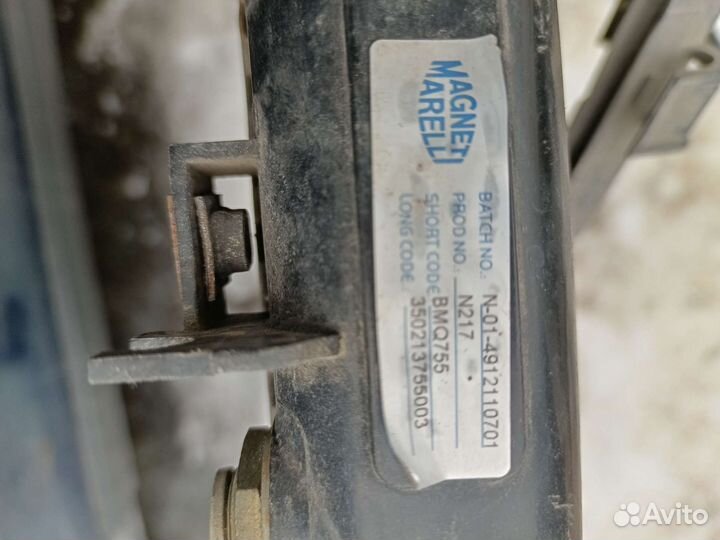 MAGNETI
MARELLI
BATCH NO.: N-01-4912110701
PROD NO.: N217
SHORT CODE BMQ755
LONG CODE 350213755003
Avito